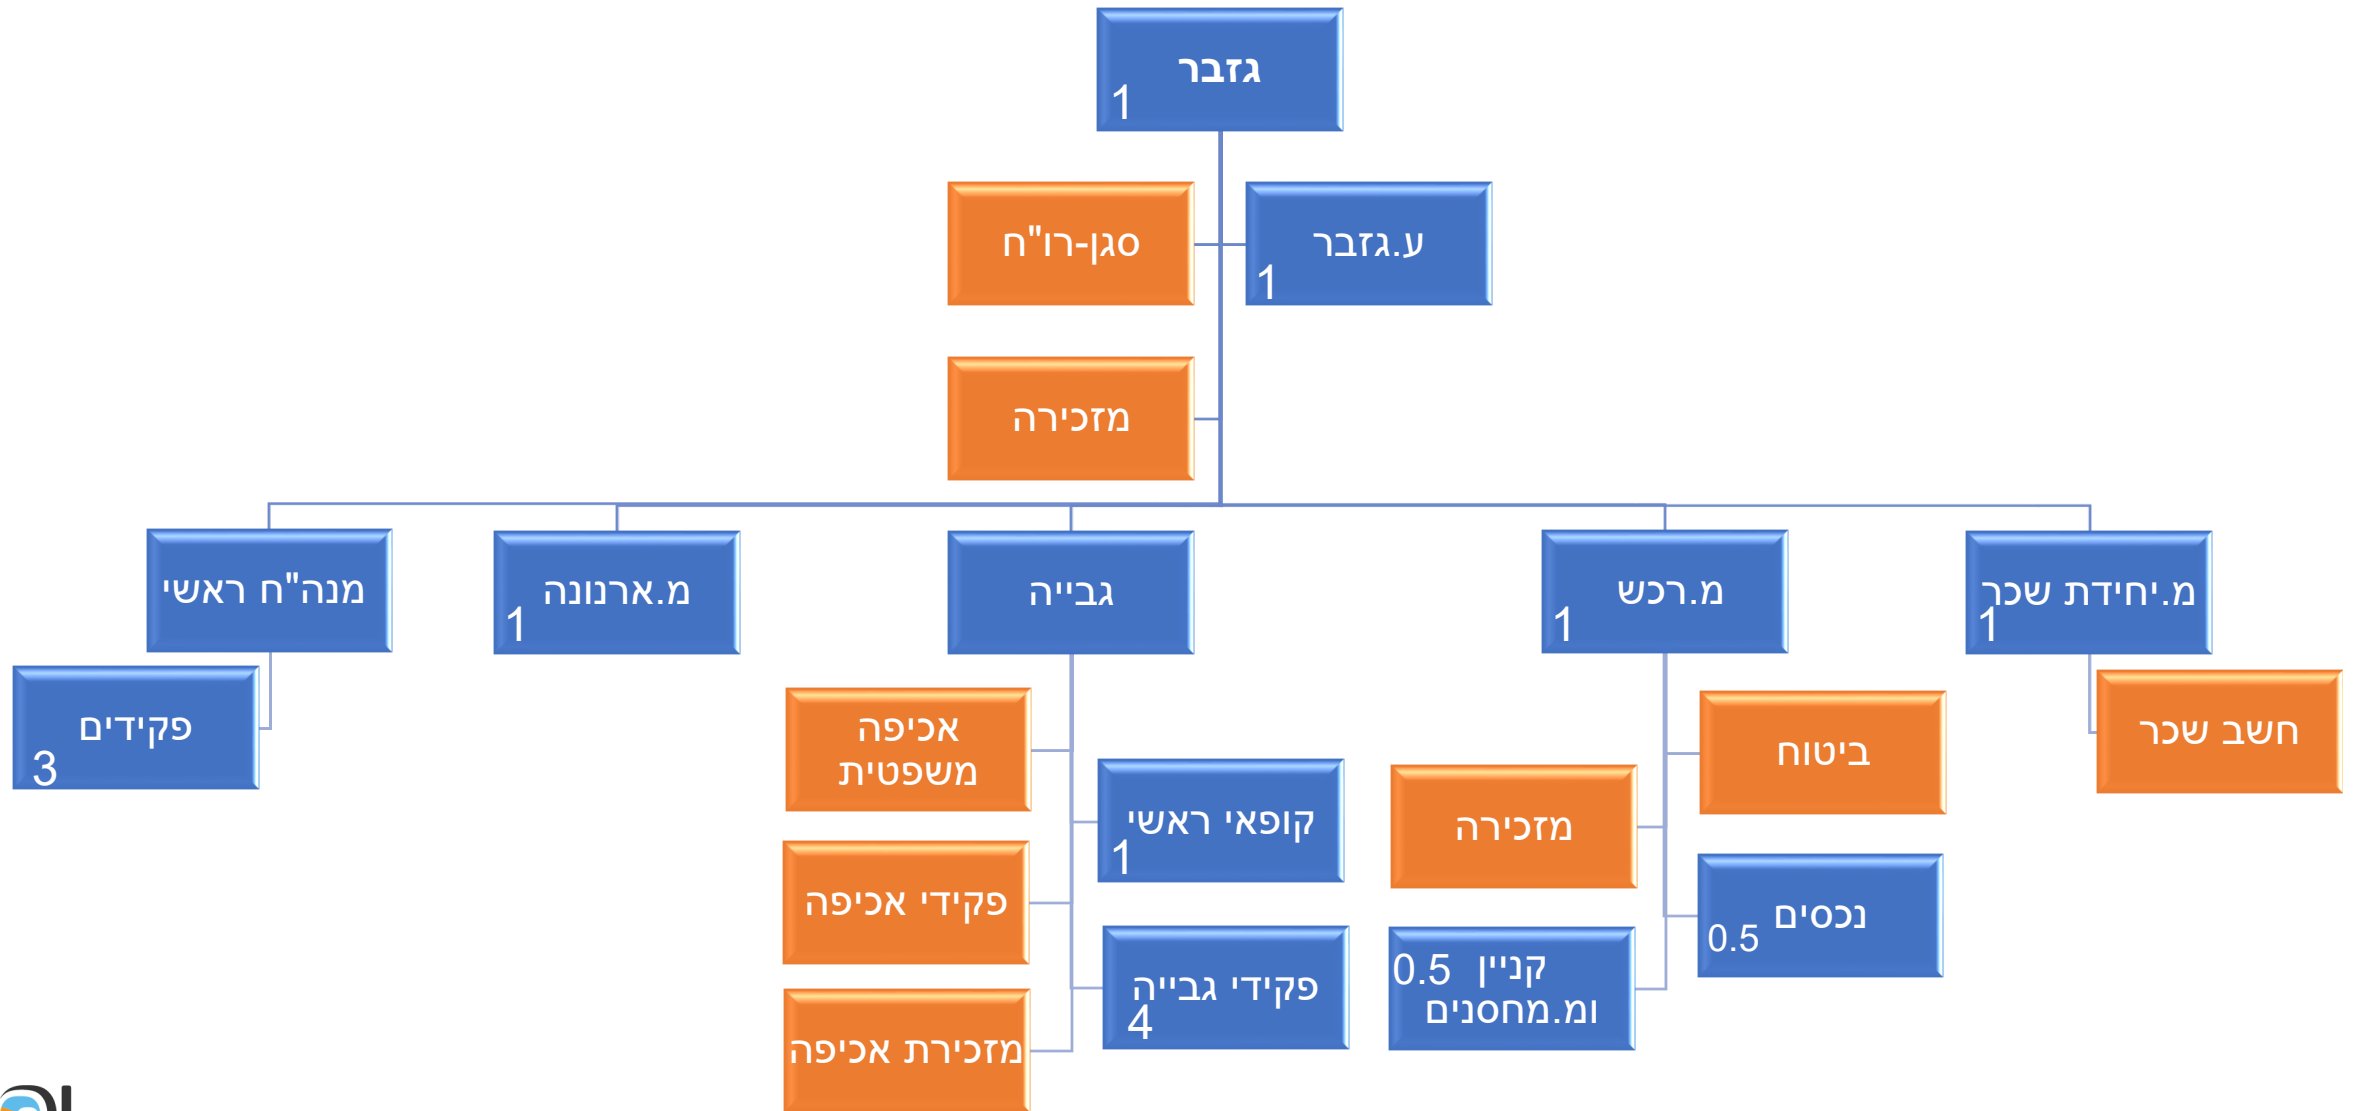 גזבר
1
ע.גזבר
1
סגן-רו"ח
מזכירה
מ.יחידת שכר
1
מ.רכש
1
גבייה
מ.ארנונה
1
מנה"ח ראשי
חשב שכר
ביטוח
מזכירה
נכסים
0.5
קניין 0.5
ומ.מחסנים
אכיפה
משפטית
קופאי ראשי
1
פקידי אכיפה
פקידי גבייה
4
מזכירת אכיפה
פקידים
3